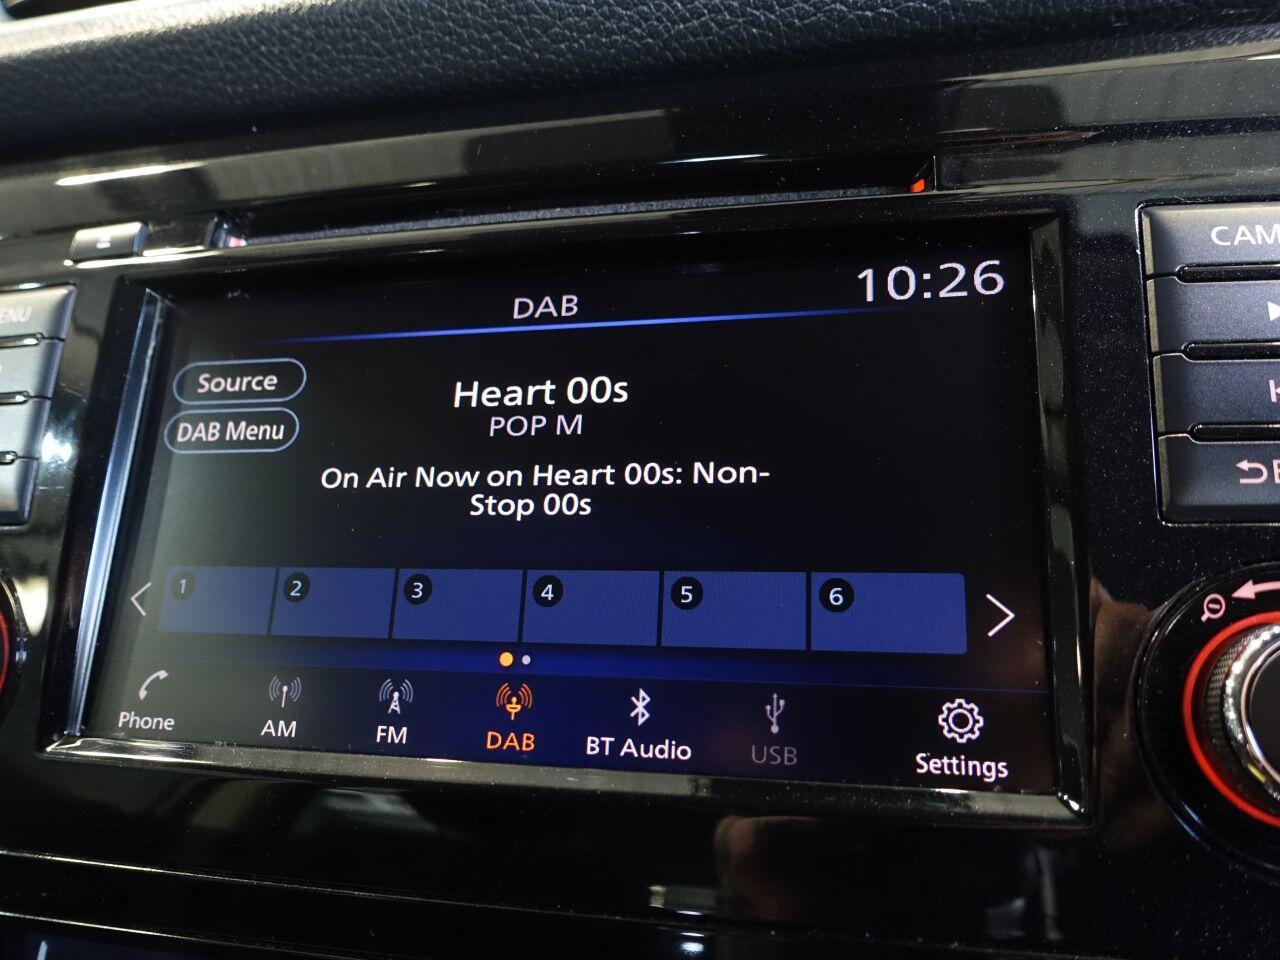 DAB
10:26
Source
Heart 00s
POP M
DAB Menu
On Air Now on Heart 00s: Non-
Stop 00s
1 2 3 4 5 6
Phone AM FM DAB BT Audio USB Settings